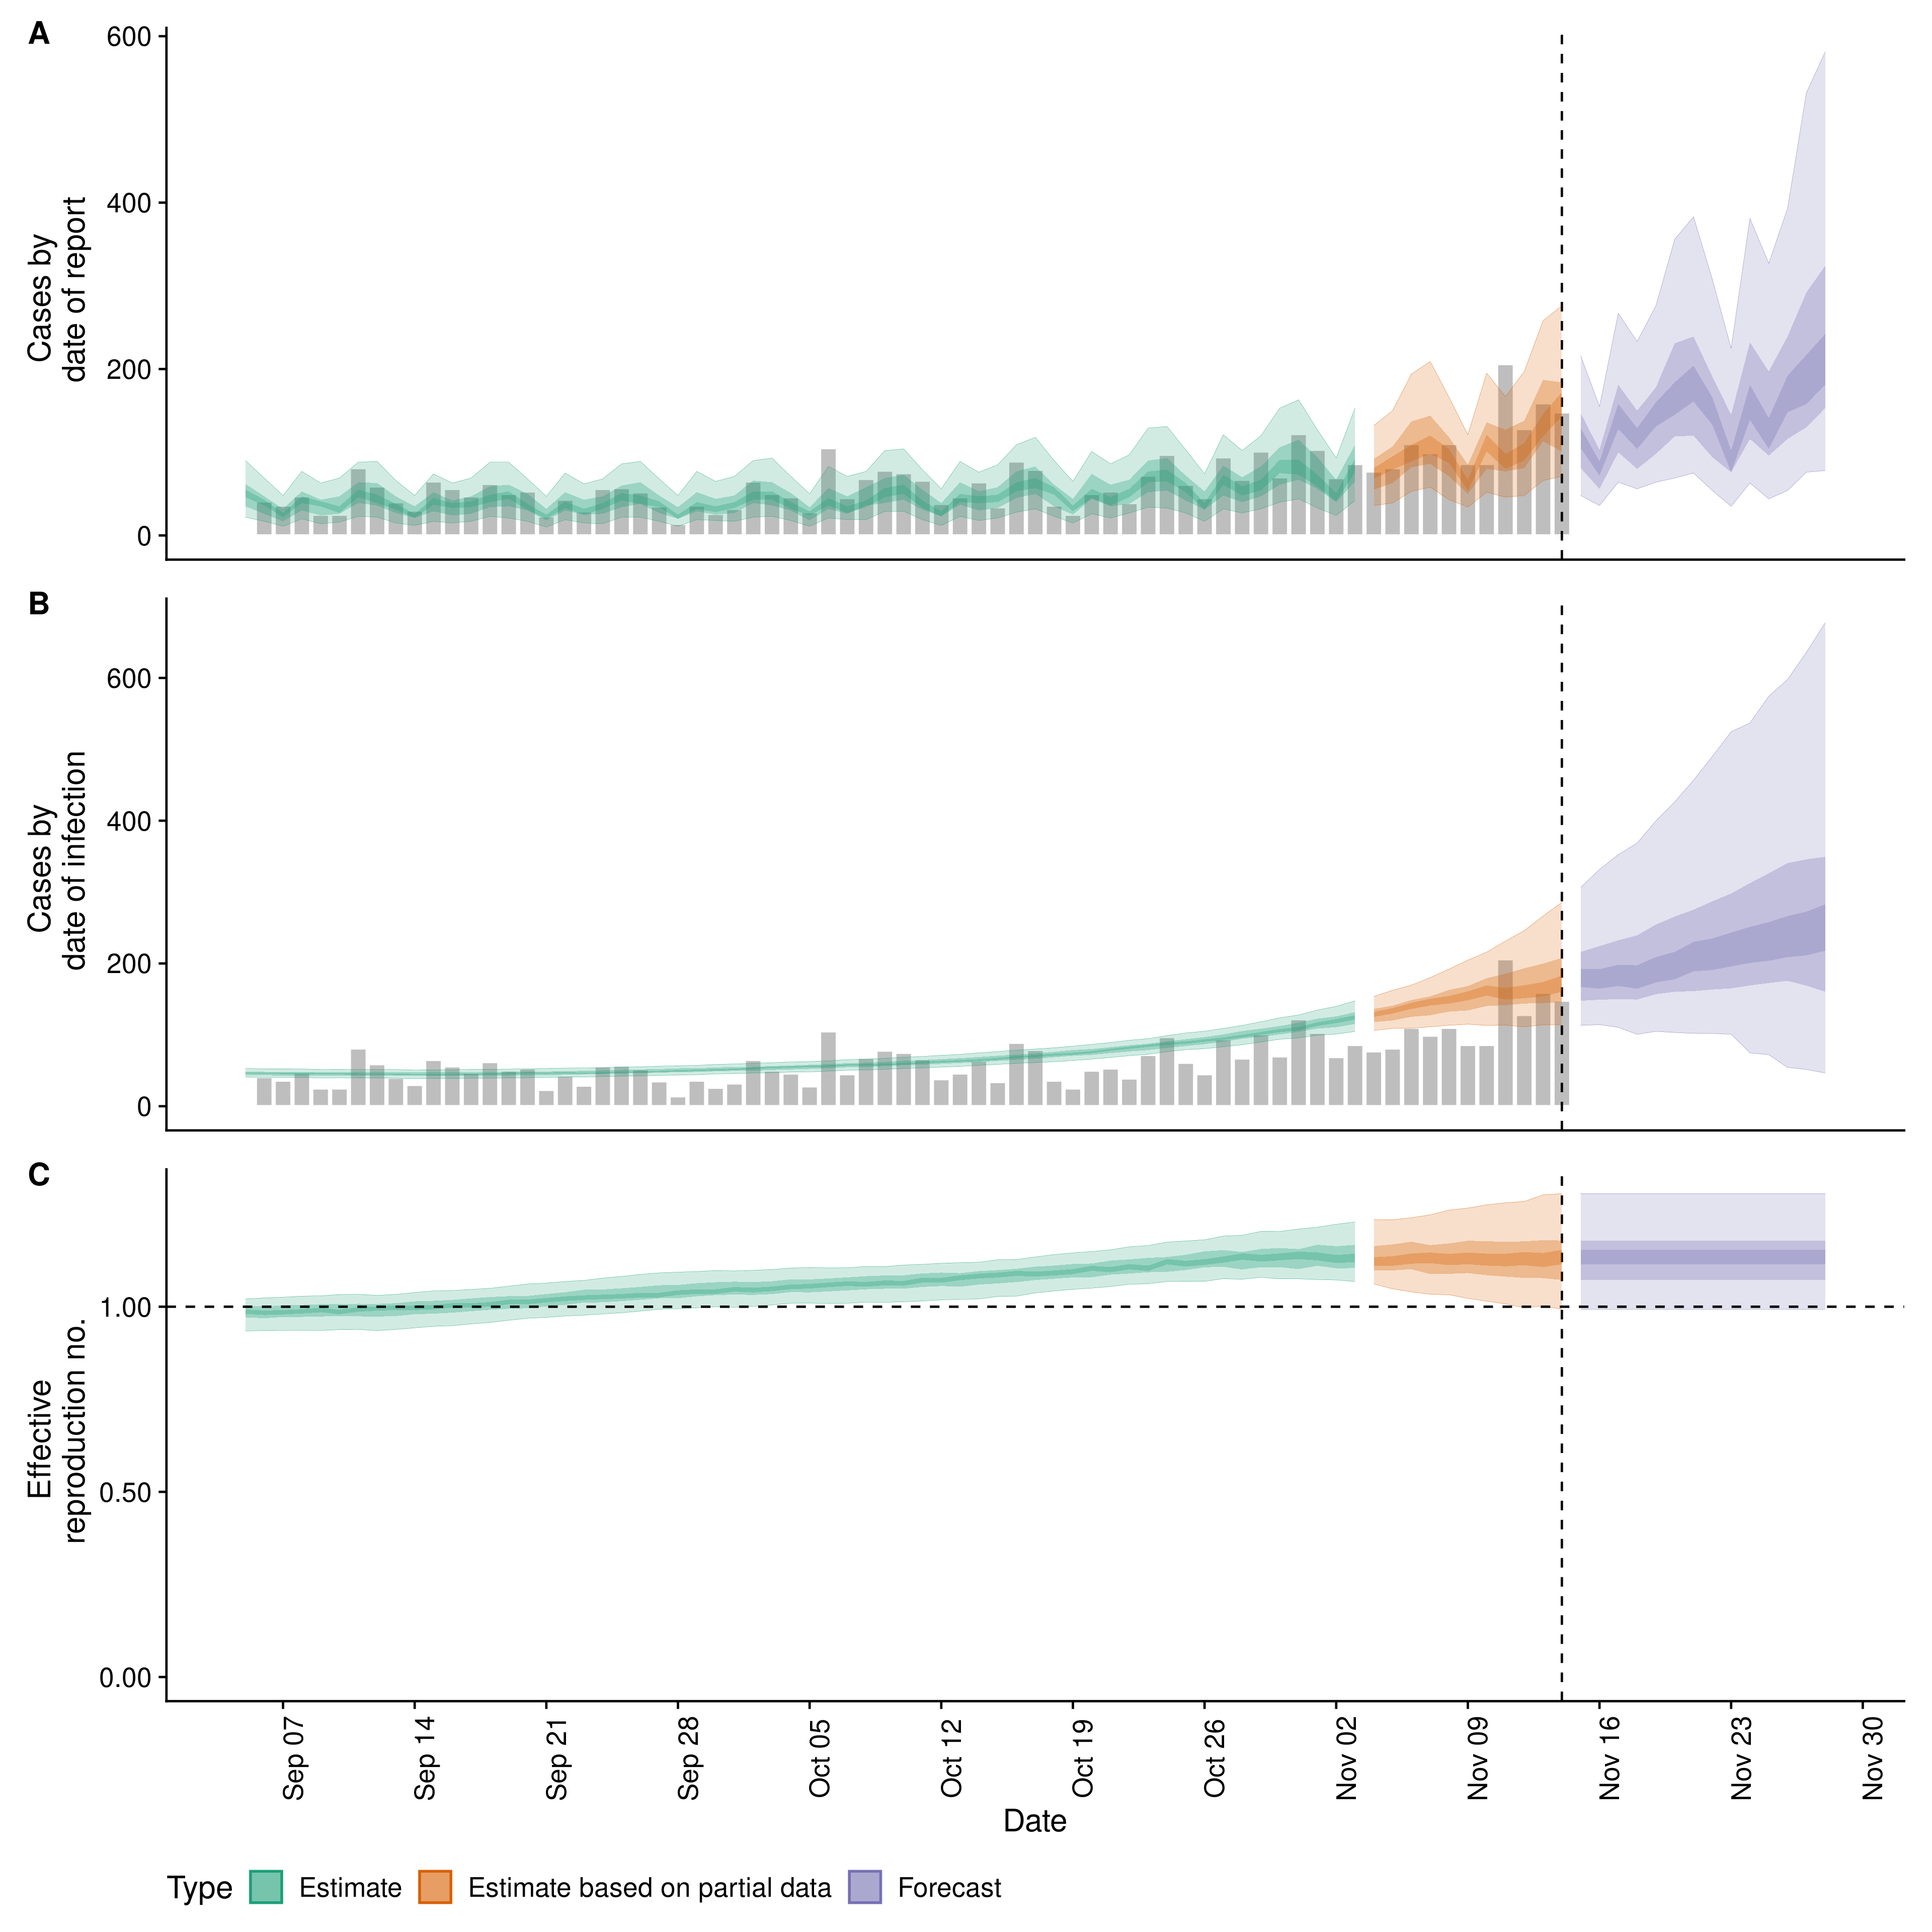 A
600
400
200
0
Cases by
date of report
B
600
400
200
0
Cases by
date of infection
C
1.00
0.50
0.00
Effective
reproduction no.
Sep 07
Sep 14
Sep 21
Sep 28
Oct 05
Oct 12
Oct 19
Oct 26
Nov 02
Nov 09
Nov 16
Nov 23
Nov 30
Date
Type Estimate Estimate based on partial data Forecast